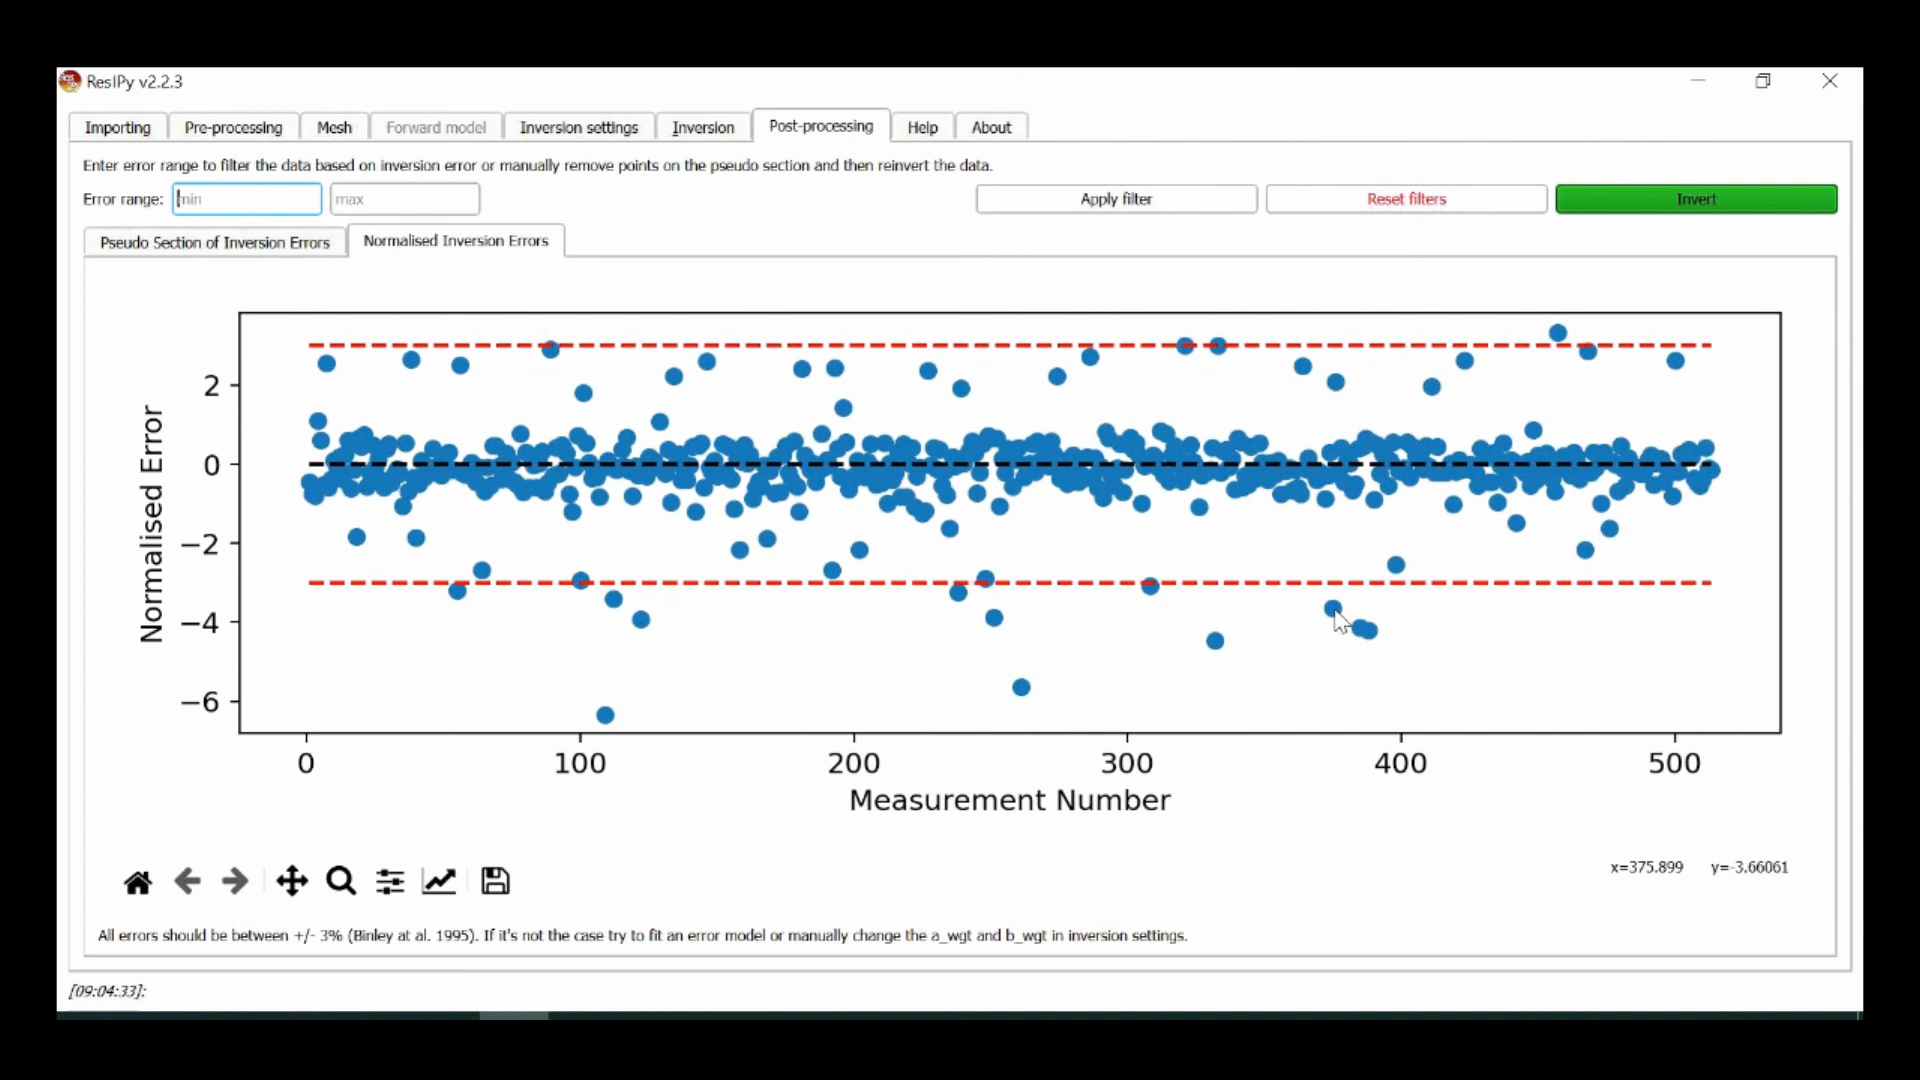 ResIPy v2.2.3
Importing Pre-processing Mesh Forward model Inversion settings Inversion Post-processing Help About
Enter error range to filter the data based on inversion error or manually remove points on the pseudo section and then reinvert the data.
Error range: min max Apply filter Reset filters Invert
Pseudo Section of Inversion Errors Normalised Inversion Errors
Normalised Error
2
0
−2
−4
−6
0 100 200 300 400 500
Measurement Number
x=375.899 y=-3.66061
All errors should be between +/- 3% (Binley at al. 1995). If it's not the case try to fit an error model or manually change the a_wgt and b_wgt in inversion settings.
[09:04:33]: